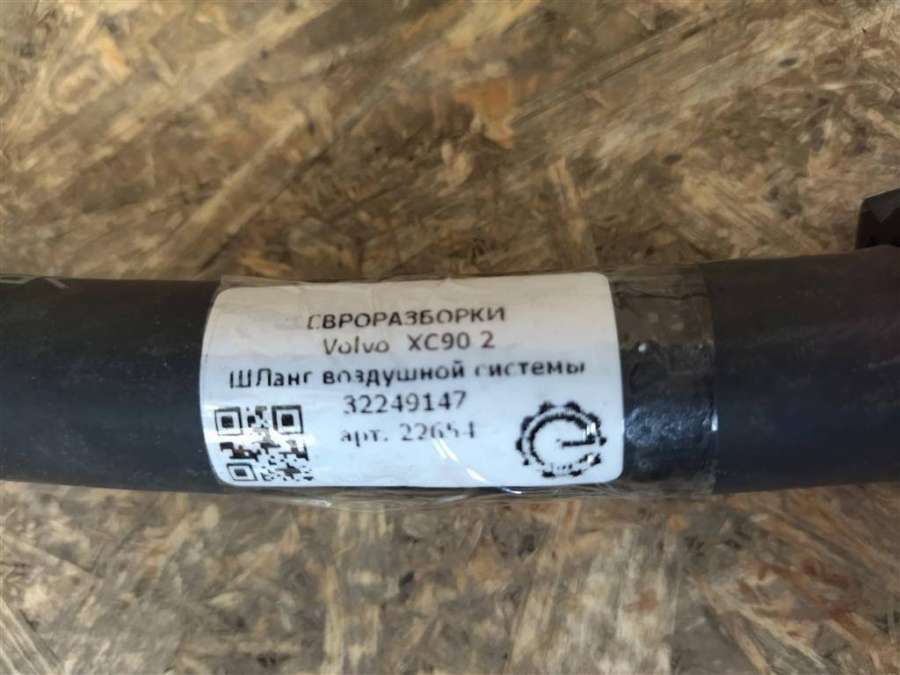 ЕВРОРАЗБОРКИ
Volvo XC90 2
ШЛанг воздушной системы
32249147
арт. 22654